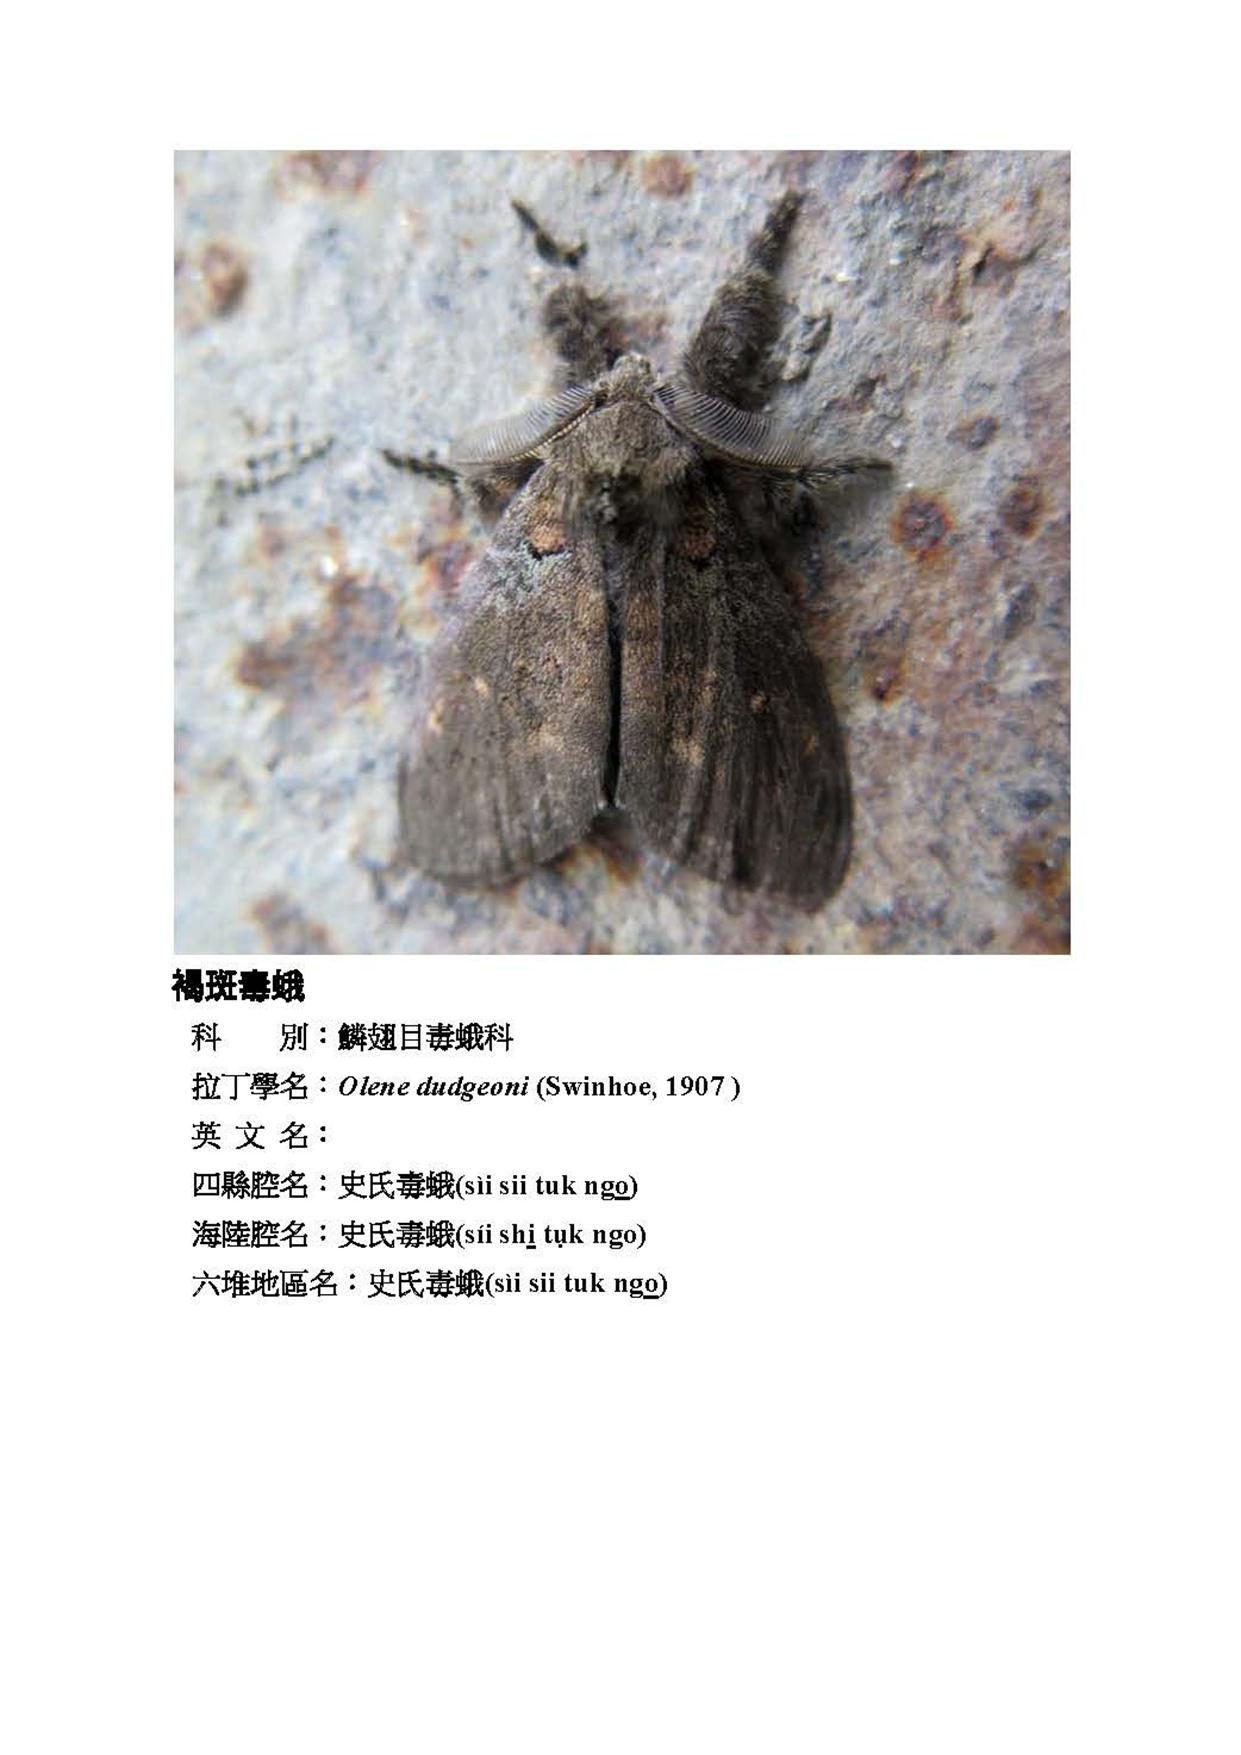 褐斑毒蛾
科　　別：鱗翅目毒蛾科
拉丁學名：Olene dudgeoni (Swinhoe, 1907 )
英 文 名：
四縣腔名：史氏毒蛾(sìi sii tuk ngo̲)
海陸腔名：史氏毒蛾(síi shi̲ tụk ngo)
六堆地區名：史氏毒蛾(sìi sii tuk ngo̲)